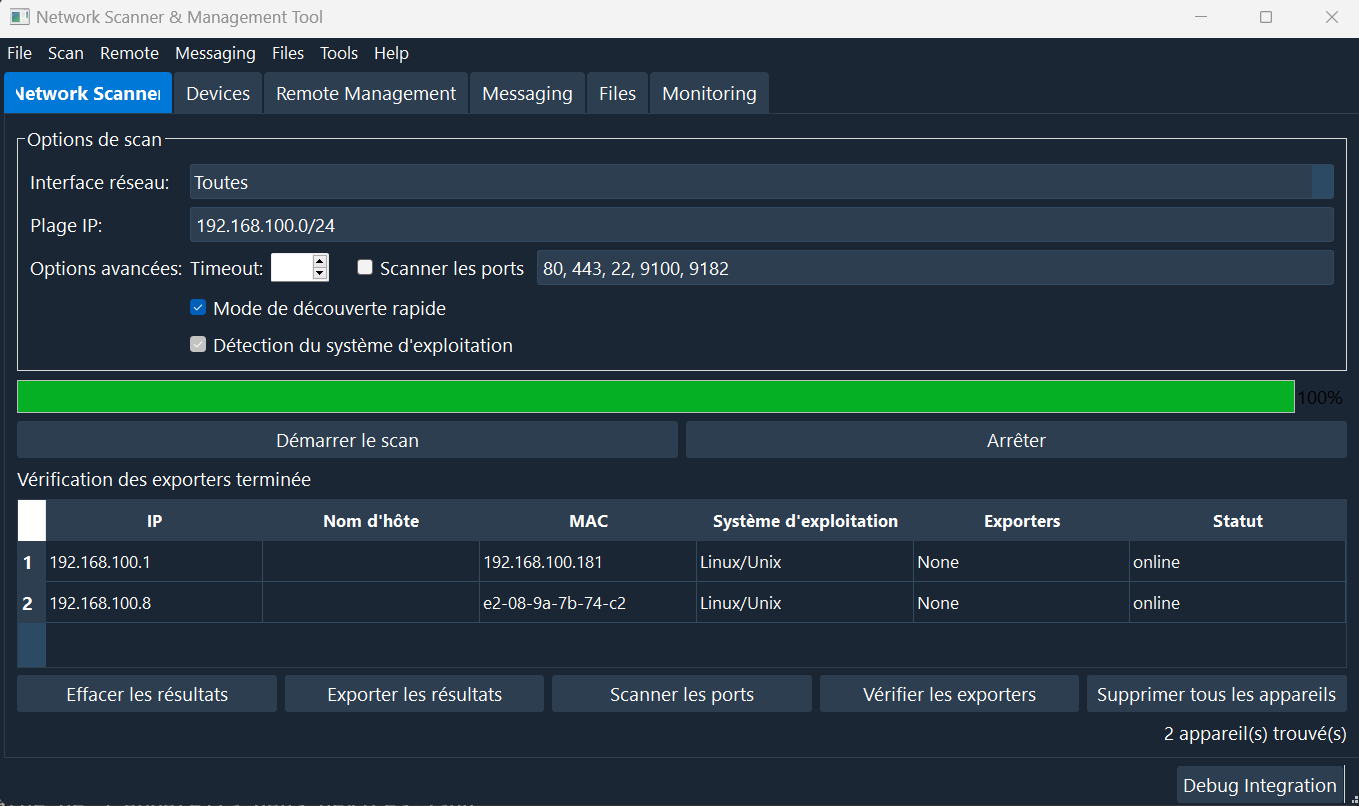 Network Scanner & Management Tool
File Scan Remote Messaging Files Tools Help
Network Scanner Devices Remote Management Messaging Files Monitoring
Options de scan
Interface réseau: Toutes
Plage IP: 192.168.100.0/24
Options avancées: Timeout: Scanner les ports 80, 443, 22, 9100, 9182
Mode de découverte rapide
Détection du système d'exploitation
100%
Démarrer le scan Arrêter
Vérification des exporters terminée
IP Nom d'hôte MAC Système d'exploitation Exporters Statut
1 192.168.100.1 192.168.100.181 Linux/Unix None online
2 192.168.100.8 e2-08-9a-7b-74-c2 Linux/Unix None online
Effacer les résultats Exporter les résultats Scanner les ports Vérifier les exporters Supprimer tous les appareils
2 appareil(s) trouvé(s)
Debug Integration